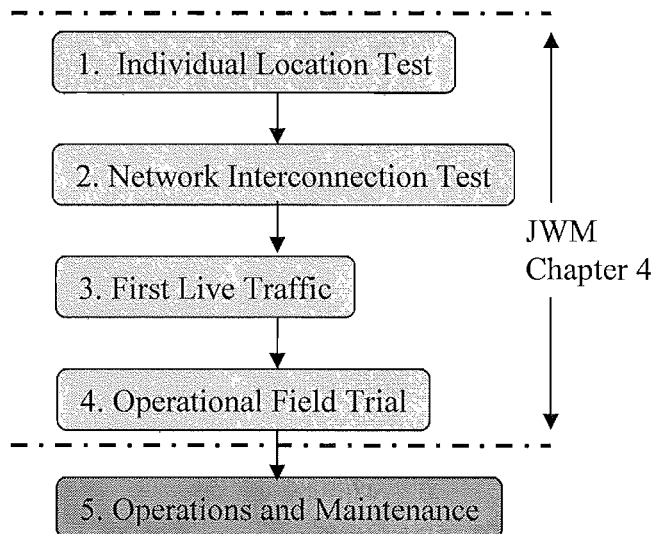 1. Individual Location Test
2. Network Interconnection Test
JWM
Chapter 4
3. First Live Traffic
4. Operational Field Trial
5. Operations and Maintenance